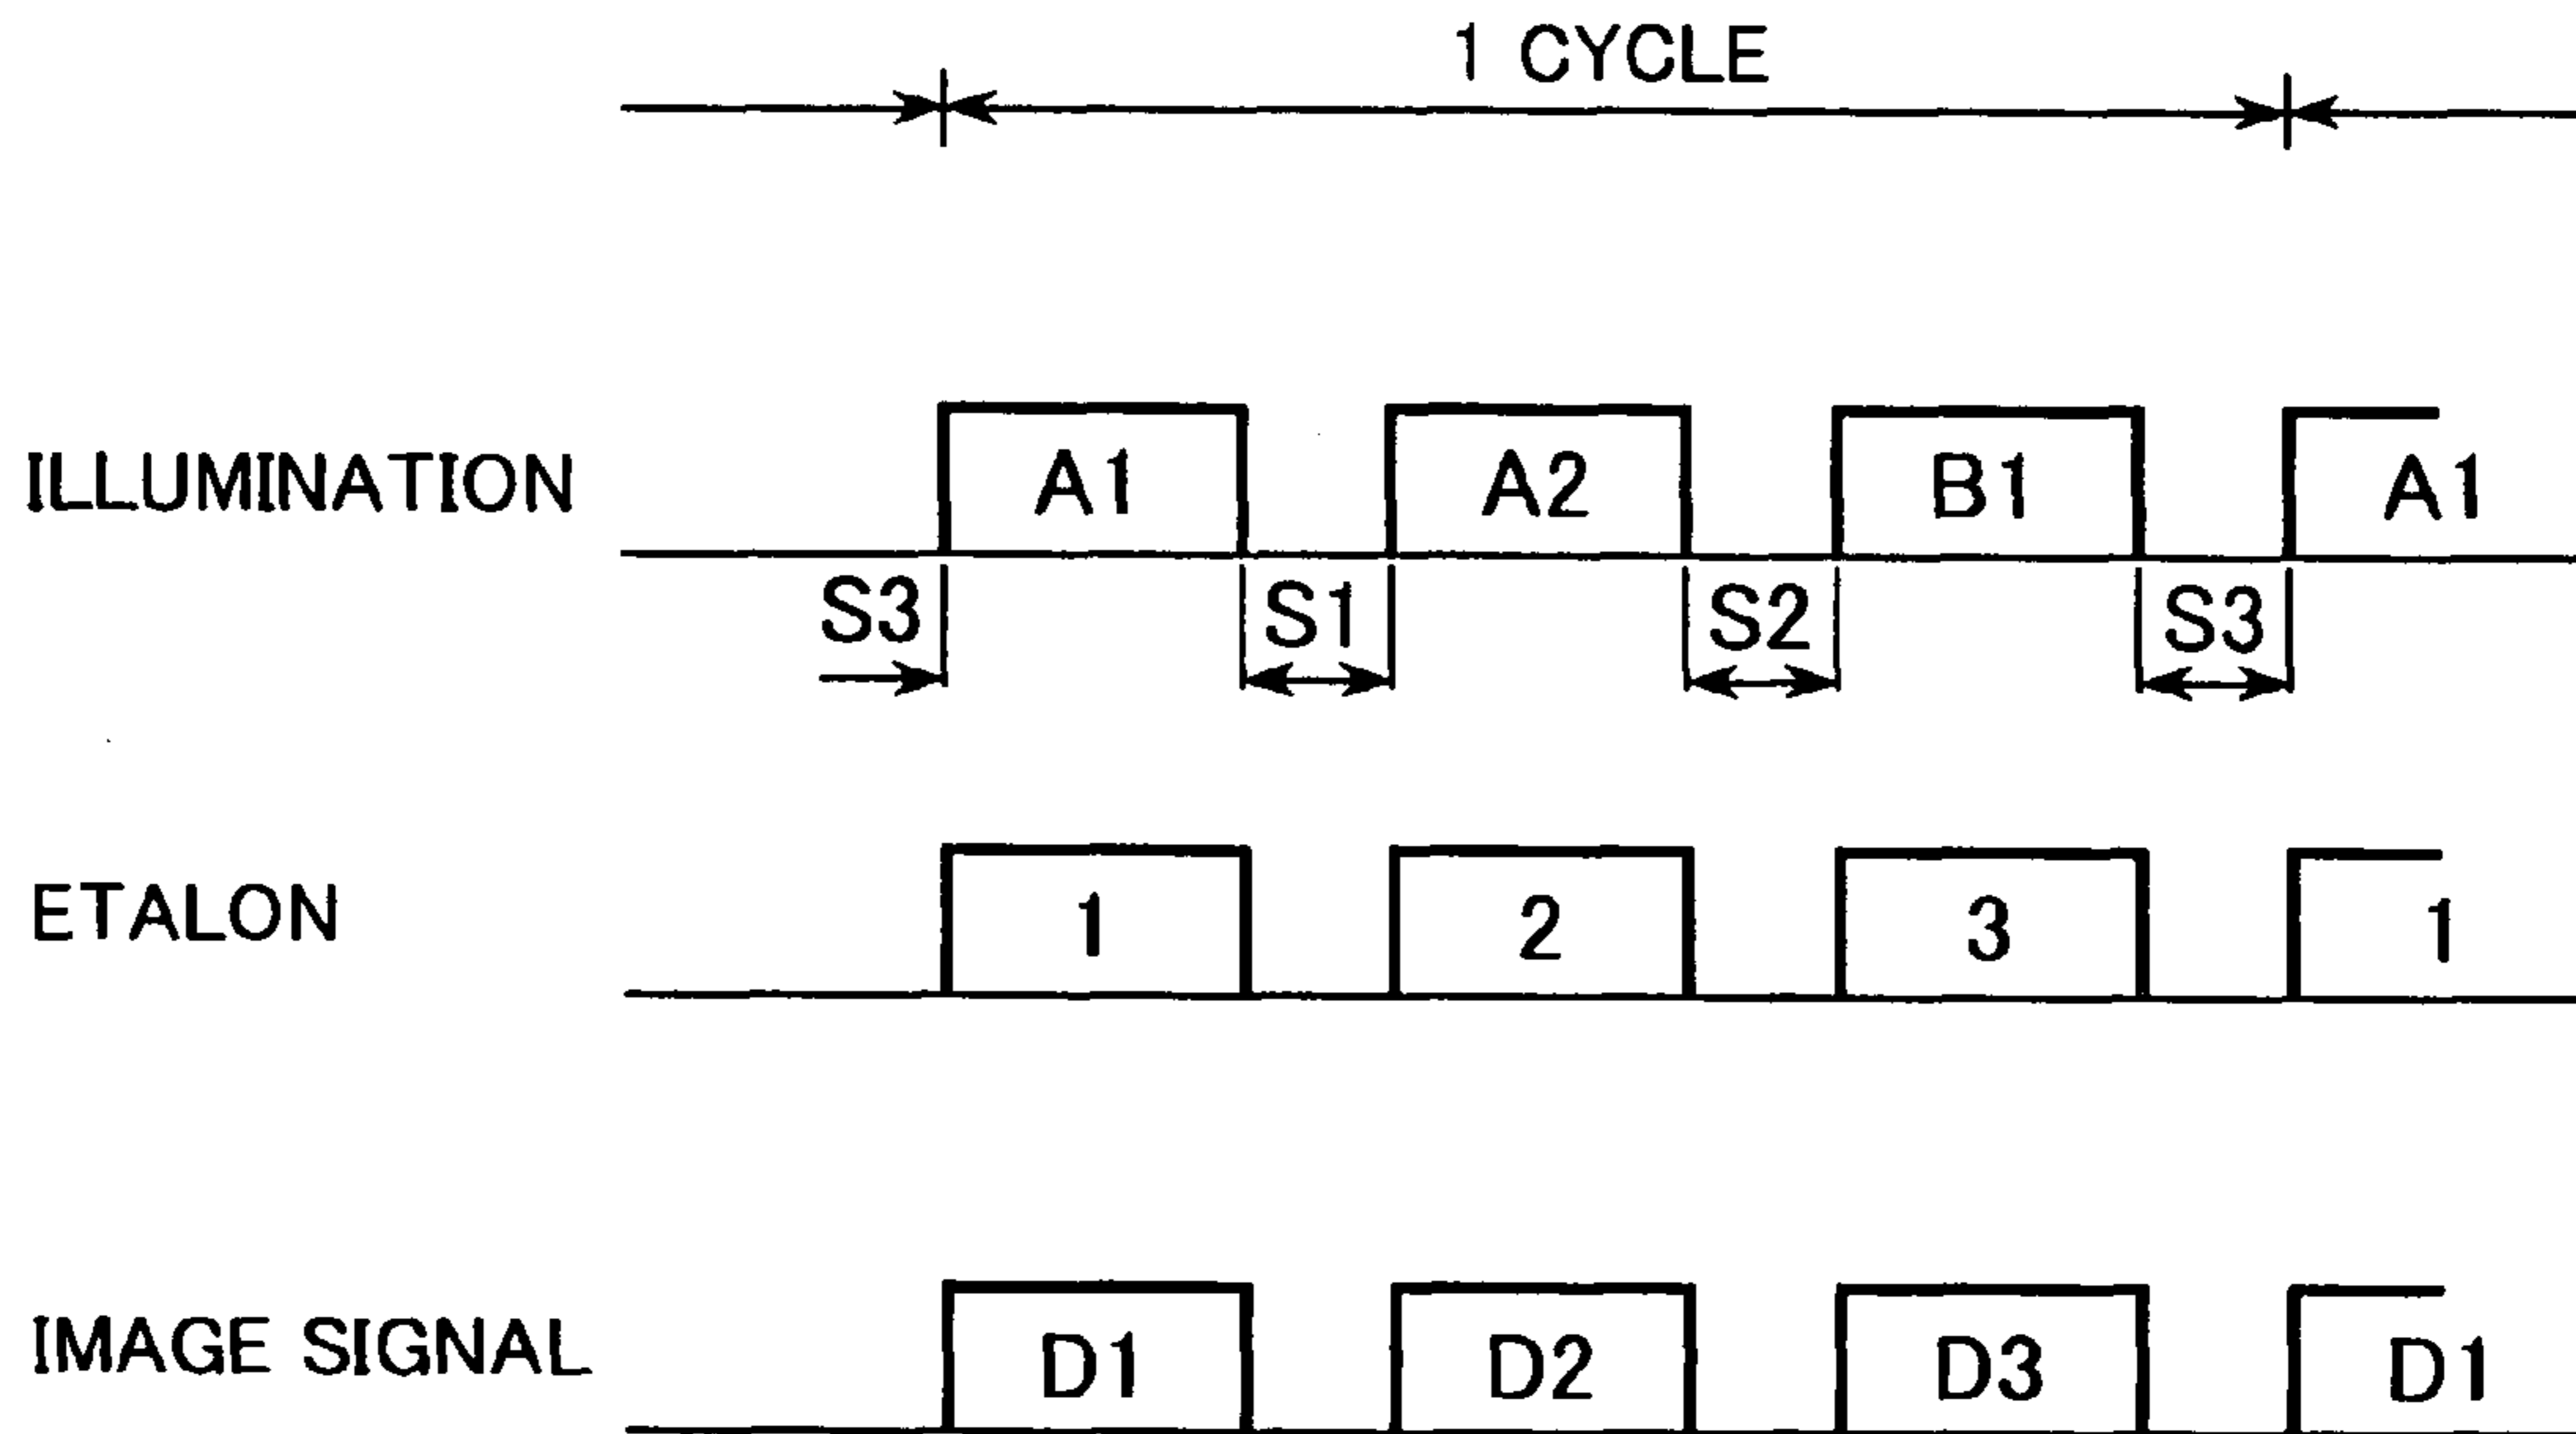 1 CYCLE
ILLUMINATION A1 A2 B1 A1
S3 S1 S2 S3
ETALON 1 2 3 1
IMAGE SIGNAL D1 D2 D3 D1